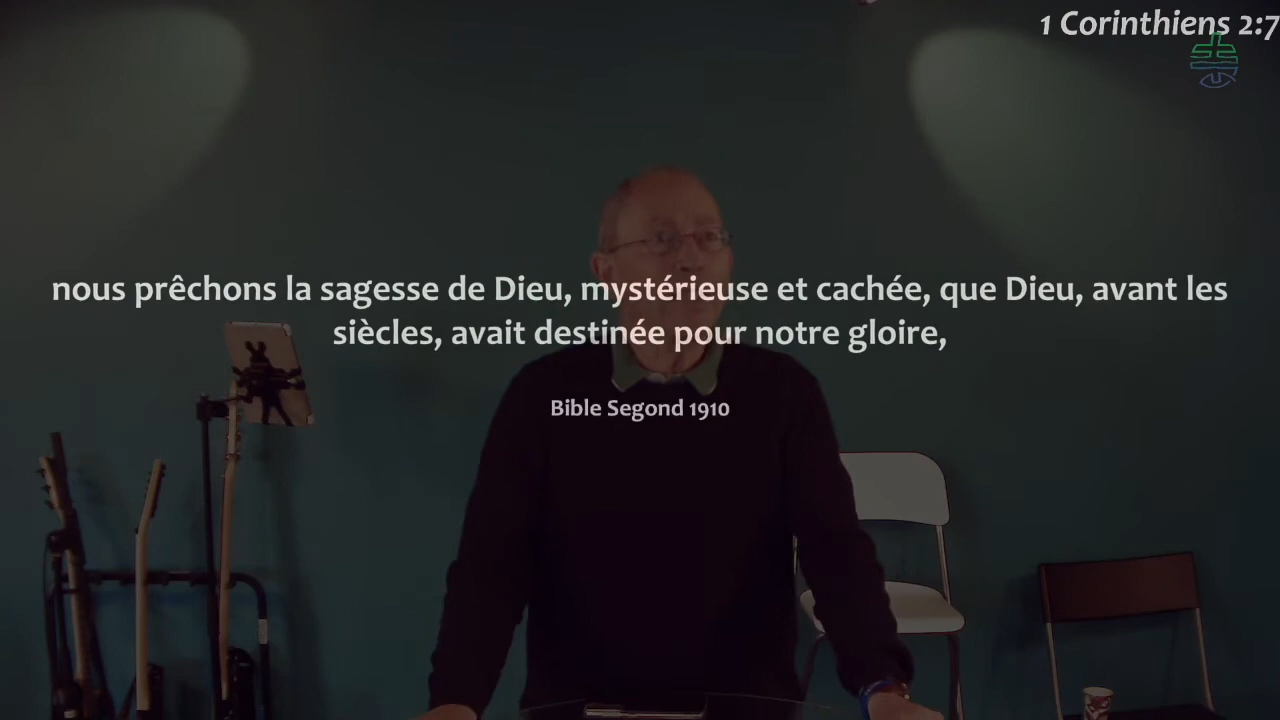 1 Corinthiens 2:7
nous prêchons la sagesse de Dieu, mystérieuse et cachée, que Dieu, avant les
siècles, avait destinée pour notre gloire,
Bible Segond 1910